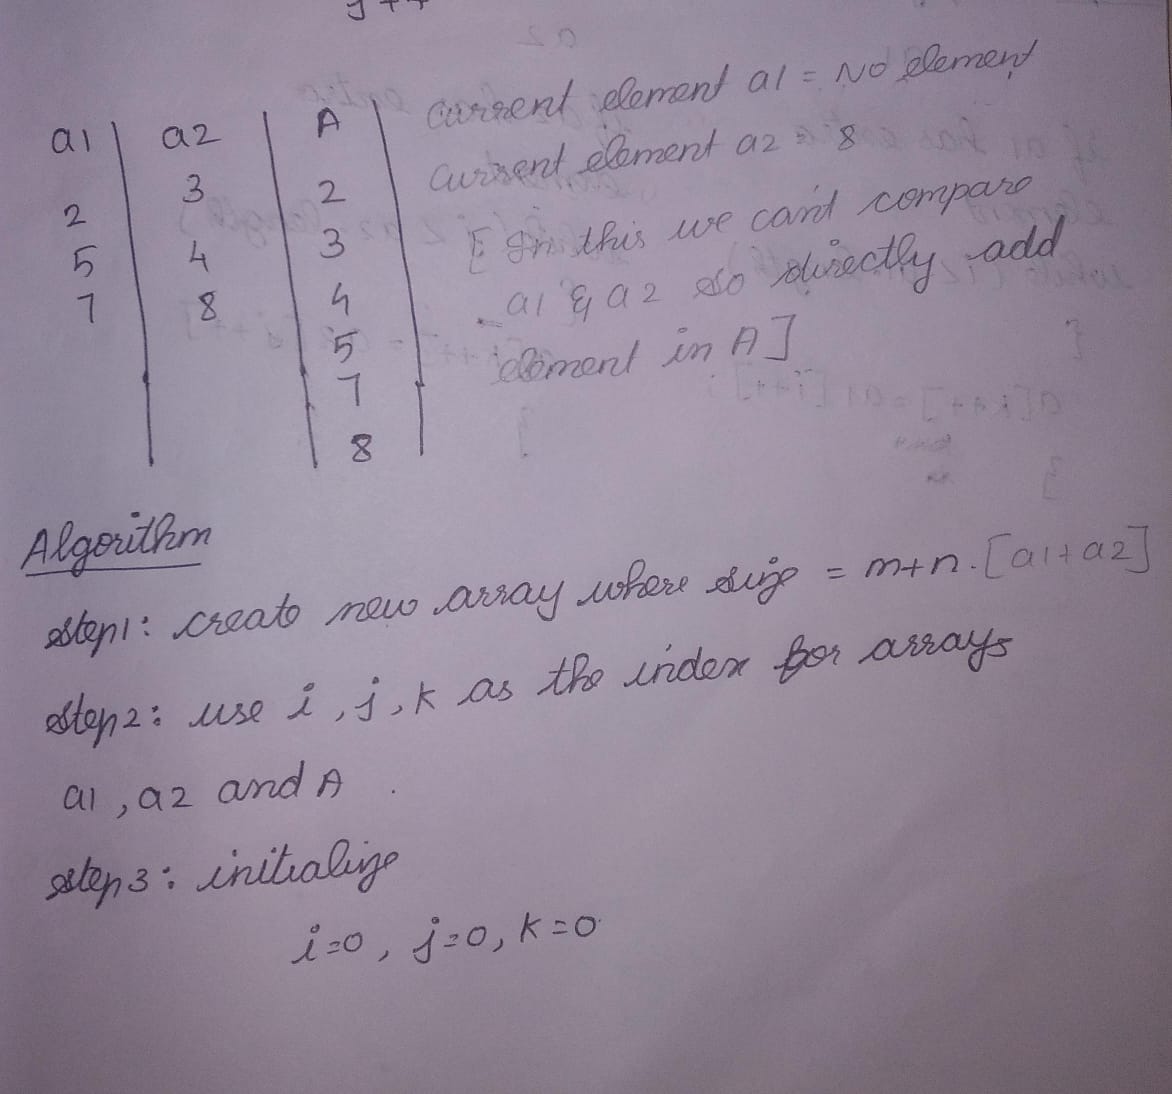 j++
a1 a2 A current element a1 = No element
2 3 2 current element a2 = 8
5 4 3 [In this we can't compare
7 8 4 a1 & a2 so directly add
5 element in A]
7
8
Algorithm
step1: create new array where size = m+n. [a1+a2]
step2: use i, j, k as the index for arrays
a1, a2 and A.
step3: initialize
i=0, j=0, k=0